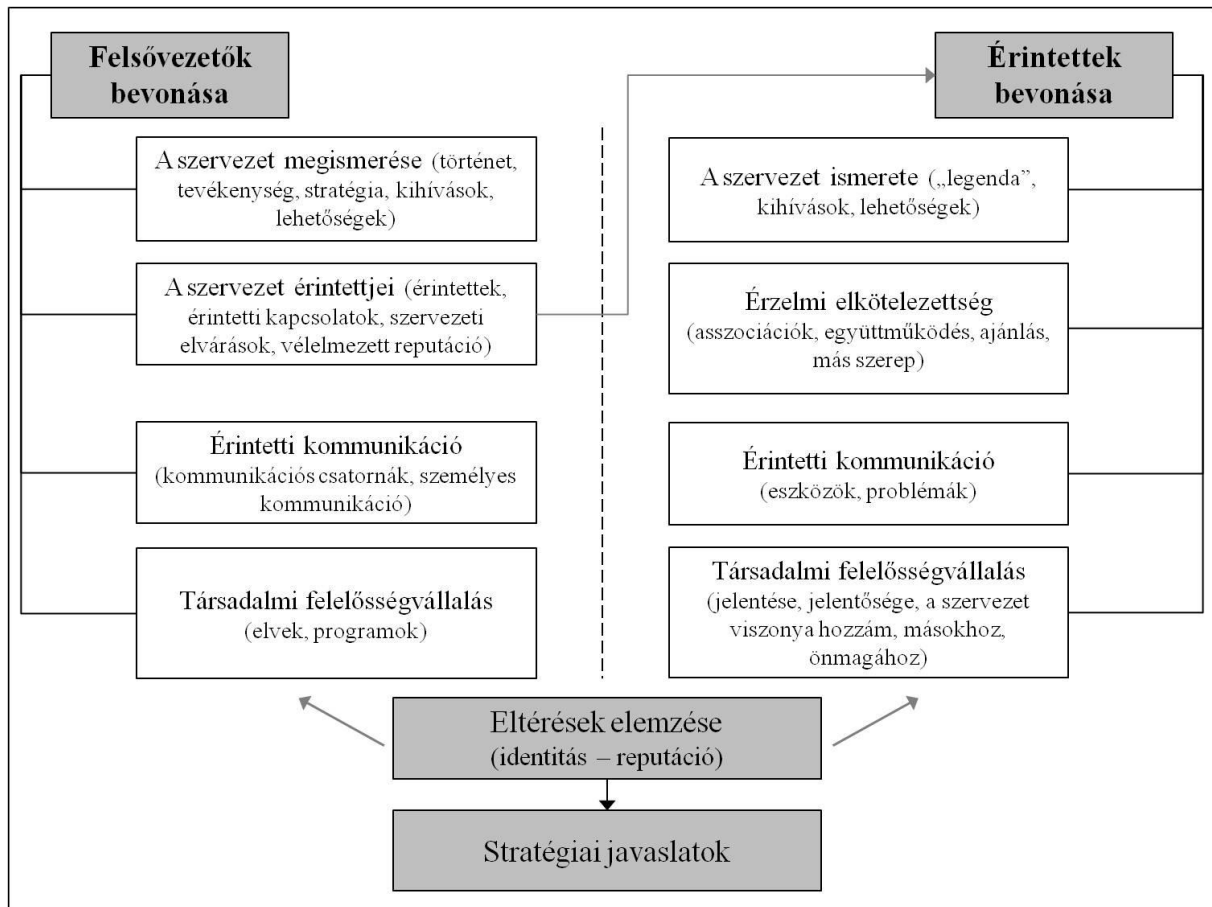 Felsővezetők
bevonása
A szervezet megismerése (történet,
tevékenység, stratégia, kihívások,
lehetőségek)
A szervezet érintettjei (érintettek,
érintetti kapcsolatok, szervezeti
elvárások, vélelmezett reputáció)
Érintetti kommunikáció
(kommunikációs csatornák, személyes
kommunikáció)
Társadalmi felelősségvállalás
(elvek, programok)
Érintettek
bevonása
A szervezet ismerete („legenda”,
kihívások, lehetőségek)
Érzelmi elkötelezettség
(asszociációk, együttműködés, ajánlás,
más szerep)
Érintetti kommunikáció
(eszközök, problémák)
Társadalmi felelősségvállalás
(jelentése, jelentősége, a szervezet
viszonya hozzám, másokhoz,
önmagához)
Eltérések elemzése
(identitás – reputáció)
Stratégiai javaslatok